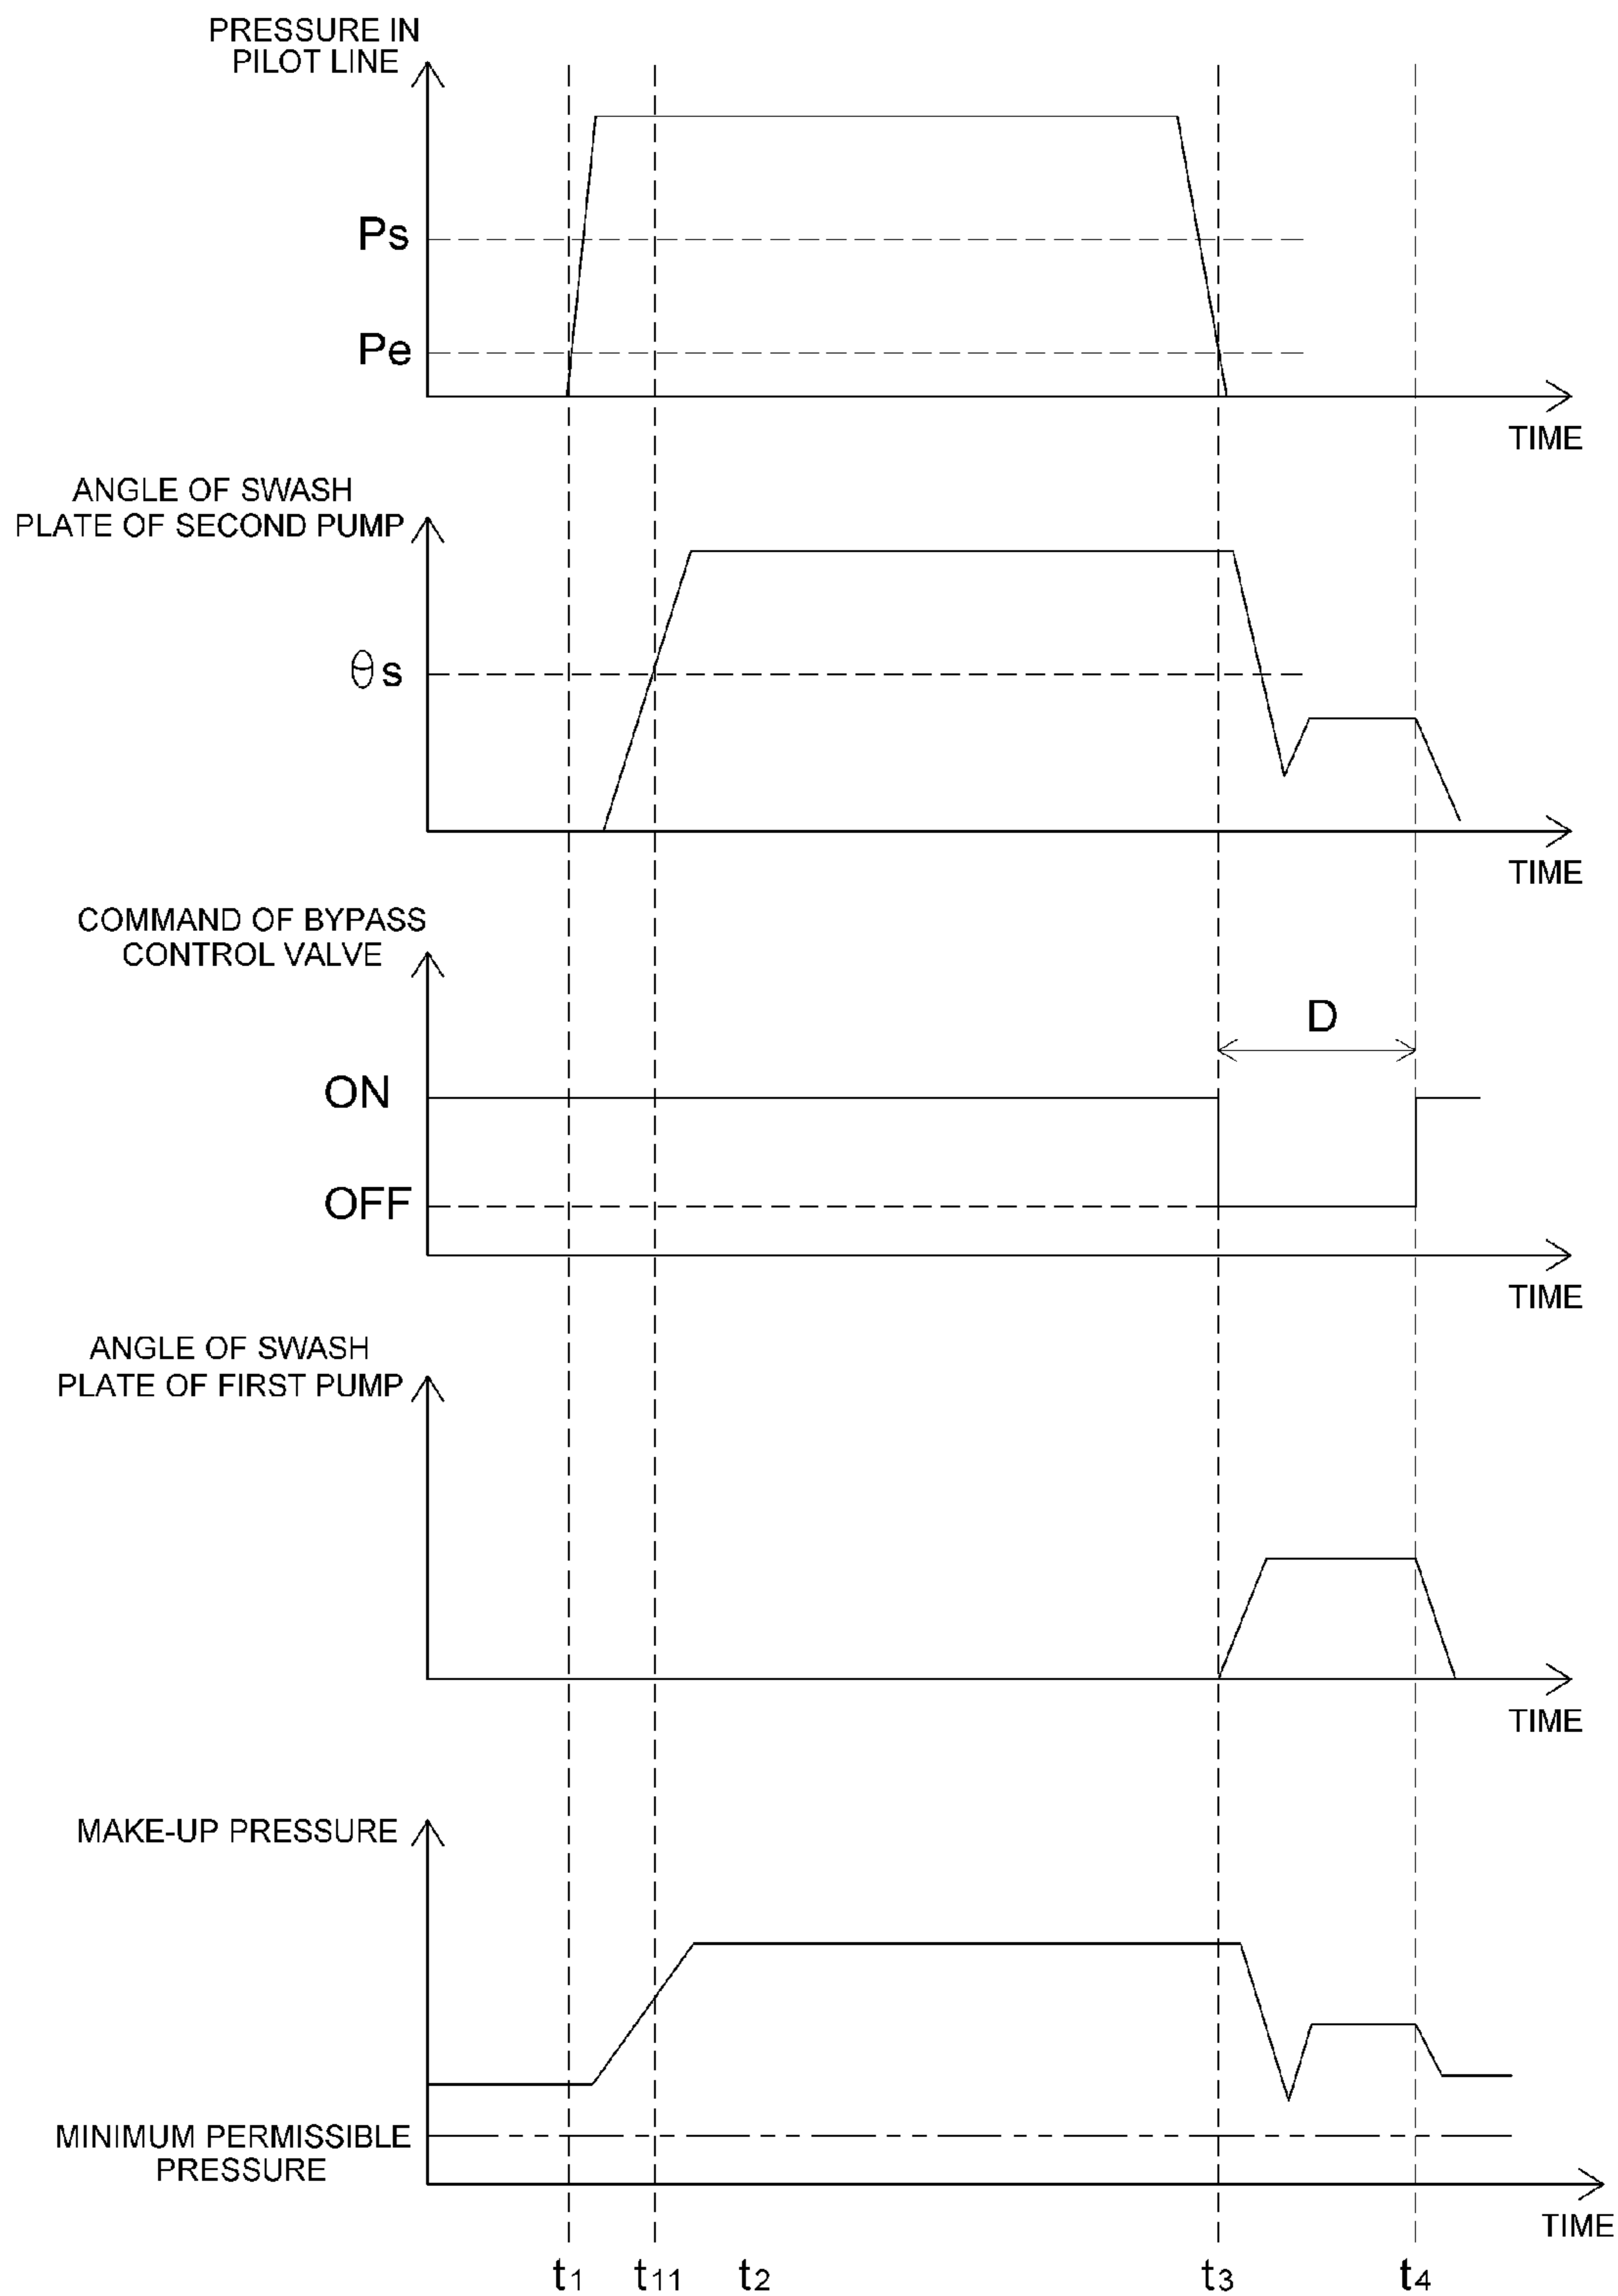 PRESSURE IN
PILOT LINE
Ps
Pe
TIME
ANGLE OF SWASH
PLATE OF SECOND PUMP
θs
TIME
COMMAND OF BYPASS
CONTROL VALVE
D
ON
OFF
TIME
ANGLE OF SWASH
PLATE OF FIRST PUMP
TIME
MAKE-UP PRESSURE
MINIMUM PERMISSIBLE
PRESSURE
TIME
t1 t11 t2 t3 t4